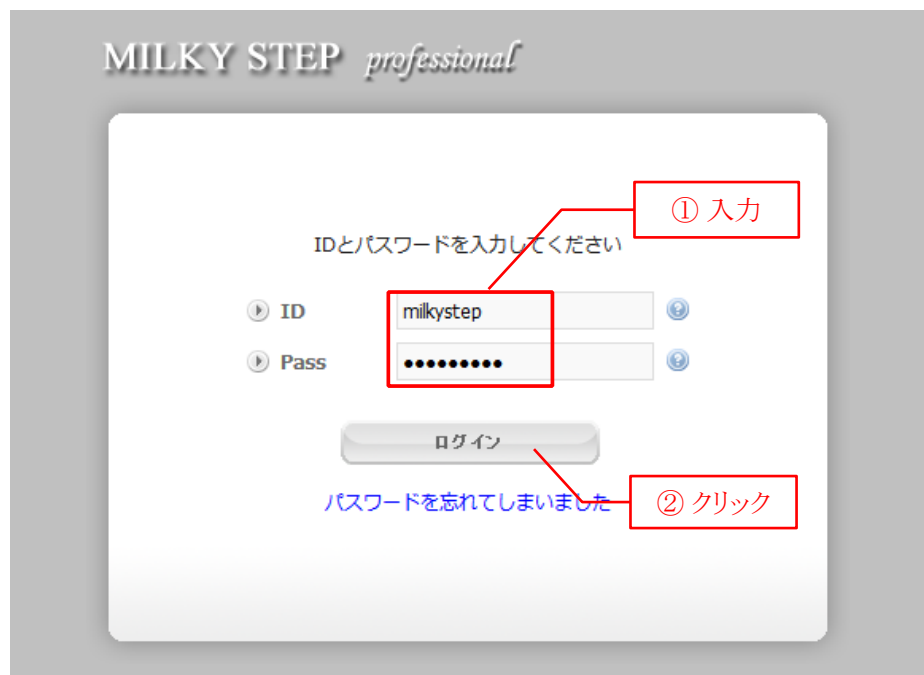 MILKY STEP professional
① 入力
IDとパスワードを入力してください
ID milkystep
Pass ●●●●●●●●●
ログイン
② クリック
パスワードを忘れてしまいました